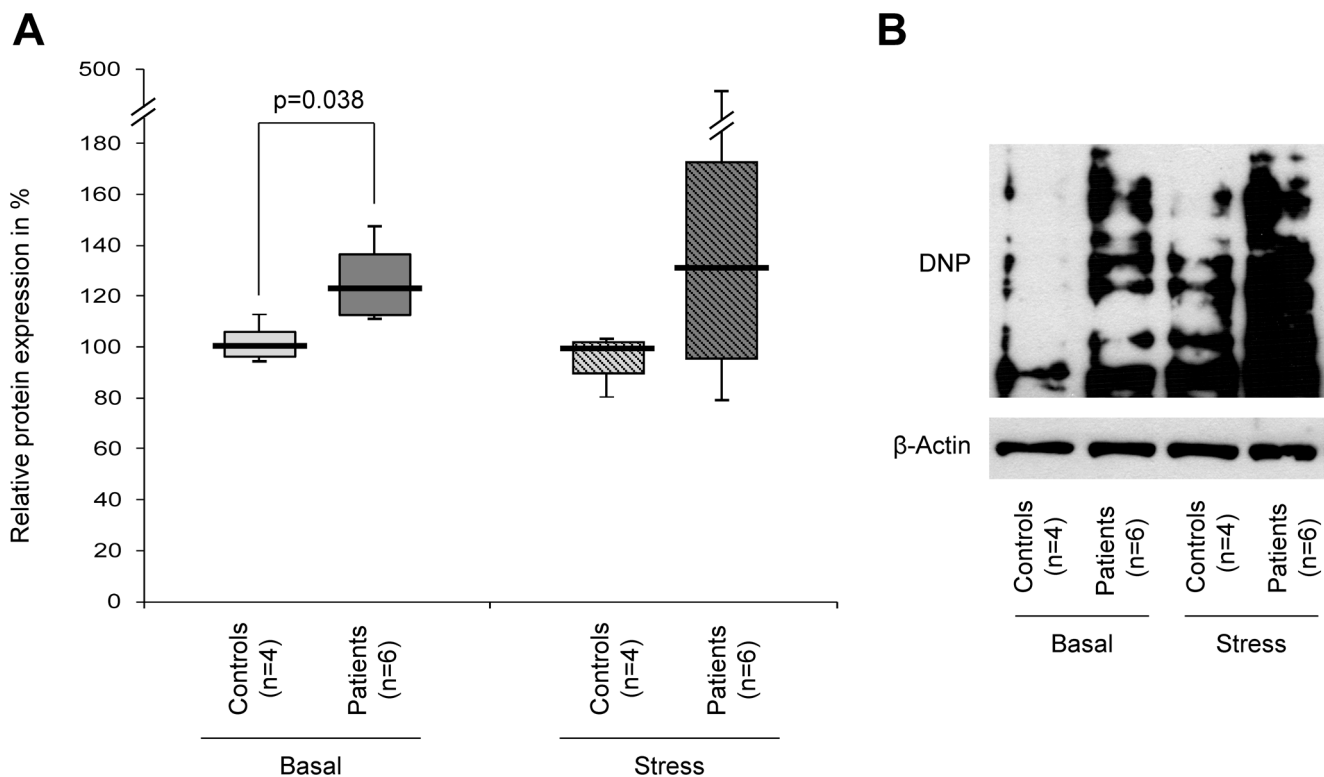 A
B
Relative protein expression in %
500
180
160
140
120
100
80
60
40
20
0
p=0.038
Controls
(n=4)
Patients
(n=6)
Controls
(n=4)
Patients
(n=6)
Basal
Stress
DNP
β-Actin
Controls
(n=4)
Patients
(n=6)
Controls
(n=4)
Patients
(n=6)
Basal
Stress